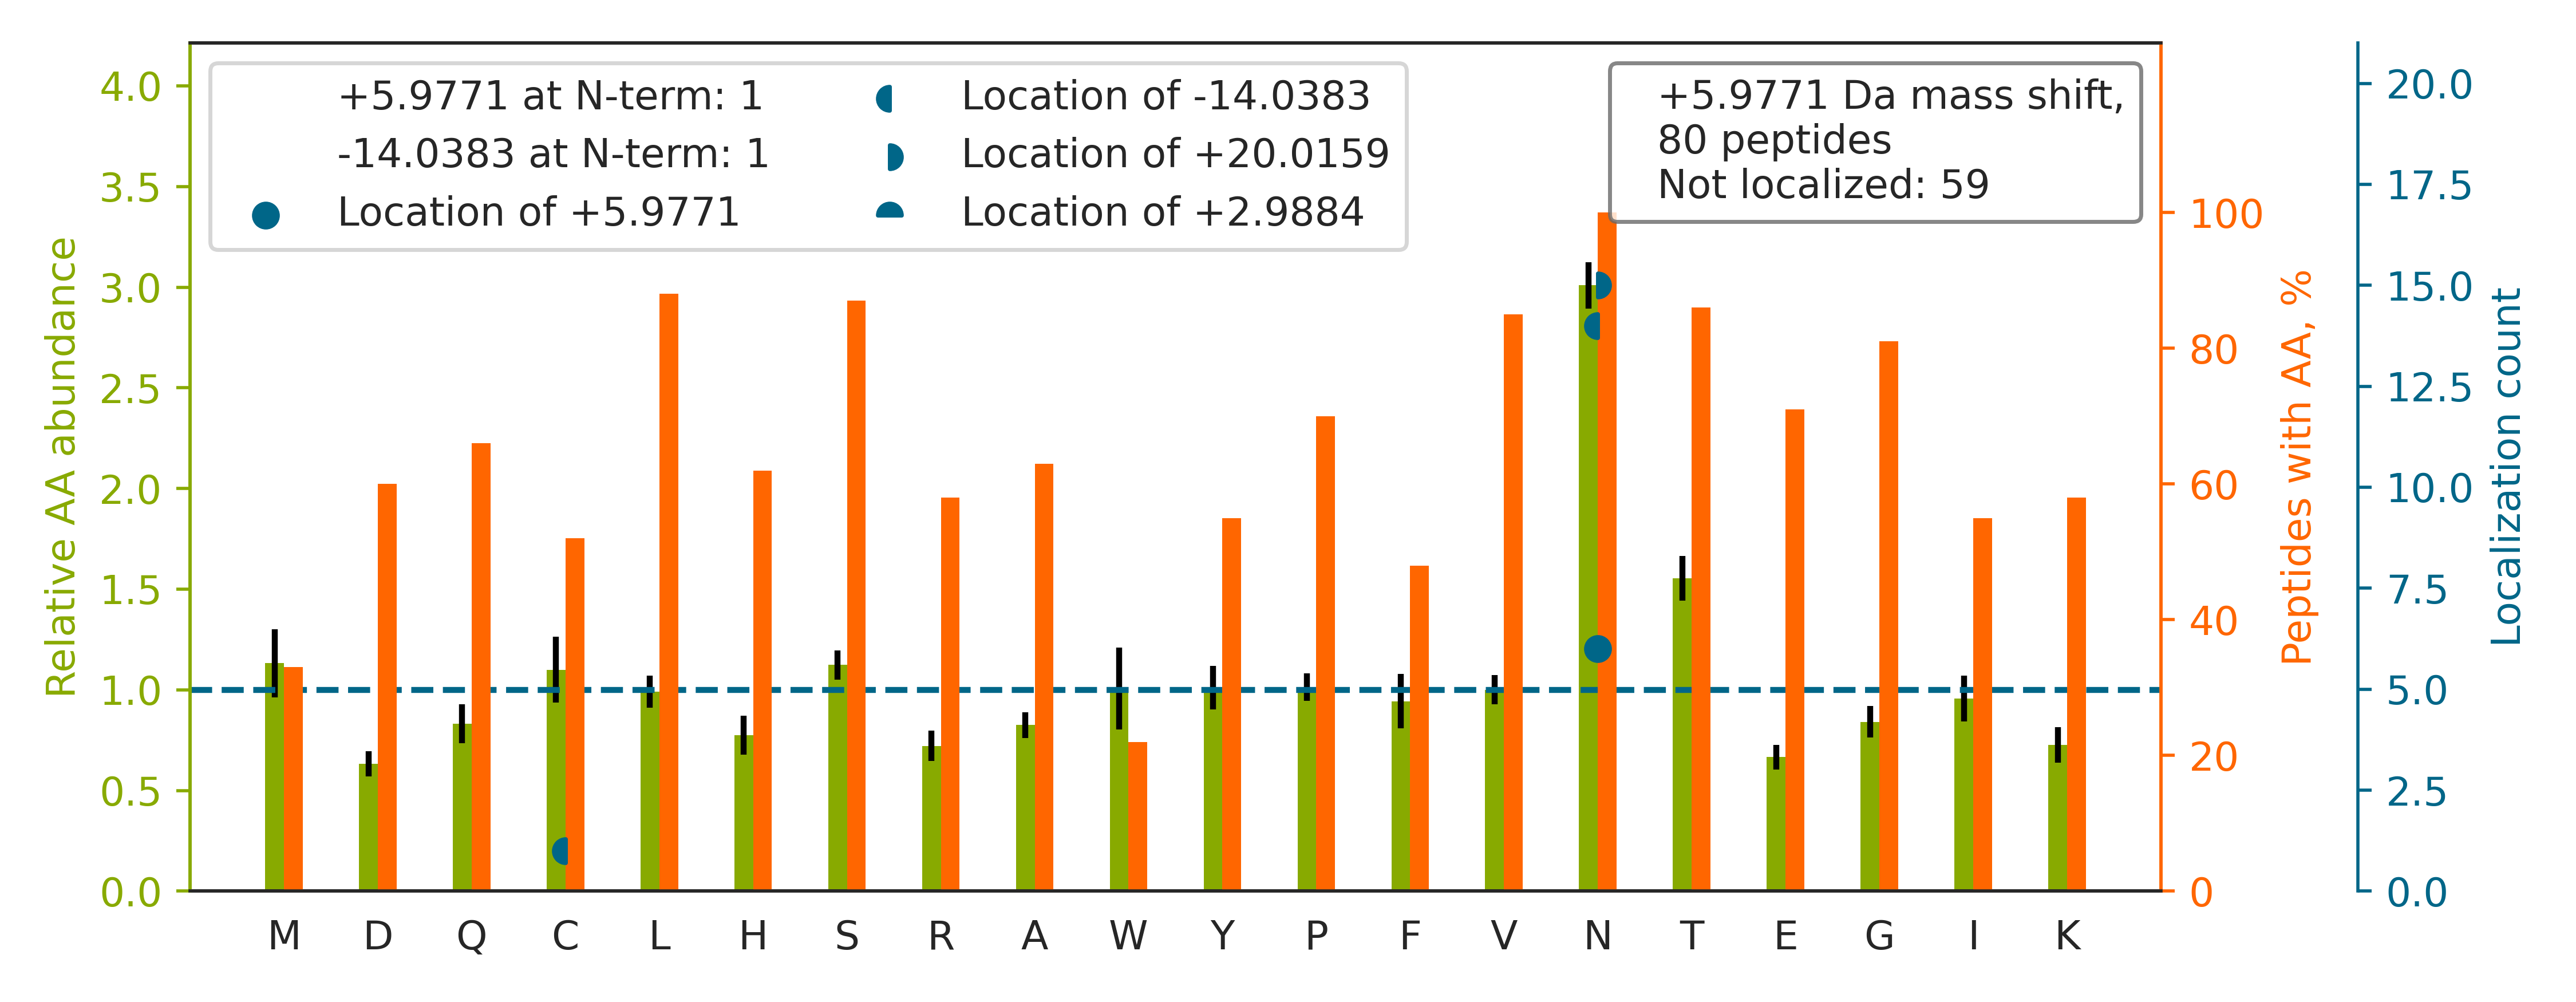 +5.9771 at N-term: 1
-14.0383 at N-term: 1
Location of +5.9771
Location of -14.0383
Location of +20.0159
Location of +2.9884
+5.9771 Da mass shift,
80 peptides
Not localized: 59
Relative AA abundance
4.0
3.5
3.0
2.5
2.0
1.5
1.0
0.5
0.0
M D Q C L H S R A W Y P F V N T E G I K
100
80
60
40
20
0
Peptides with AA, %
20.0
17.5
15.0
12.5
10.0
7.5
5.0
2.5
0.0
Localization count